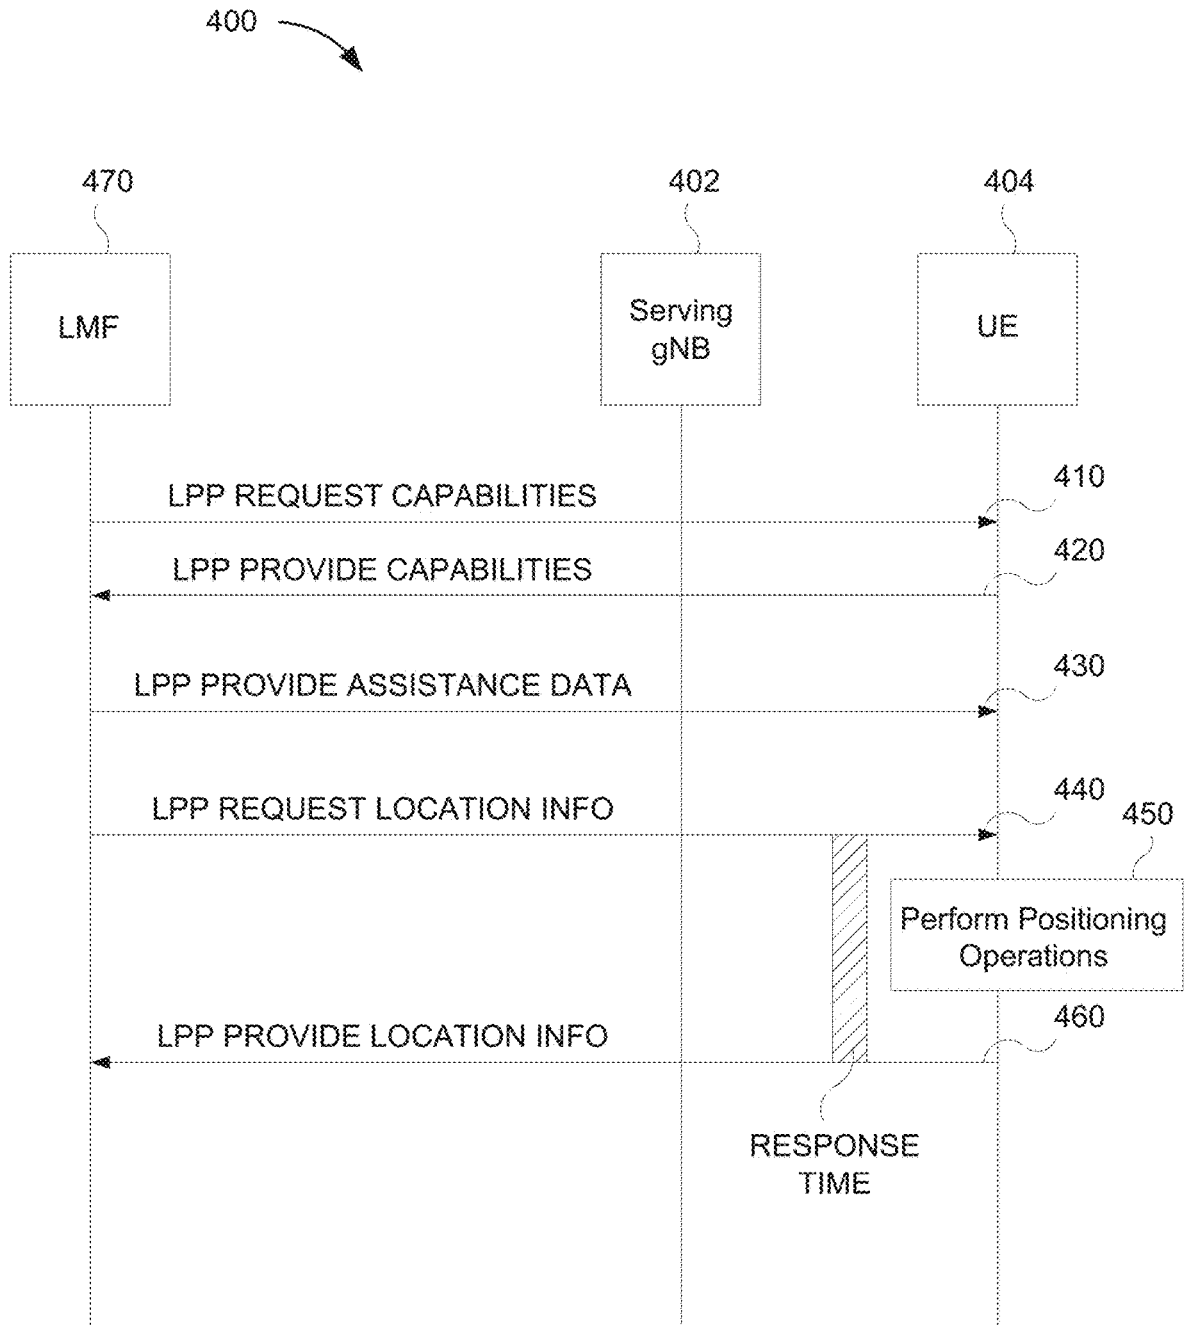 400
470
402
404
LMF
Serving
gNB
UE
LPP REQUEST CAPABILITIES
410
LPP PROVIDE CAPABILITIES
420
LPP PROVIDE ASSISTANCE DATA
430
LPP REQUEST LOCATION INFO
440
450
Perform Positioning
Operations
LPP PROVIDE LOCATION INFO
460
RESPONSE
TIME